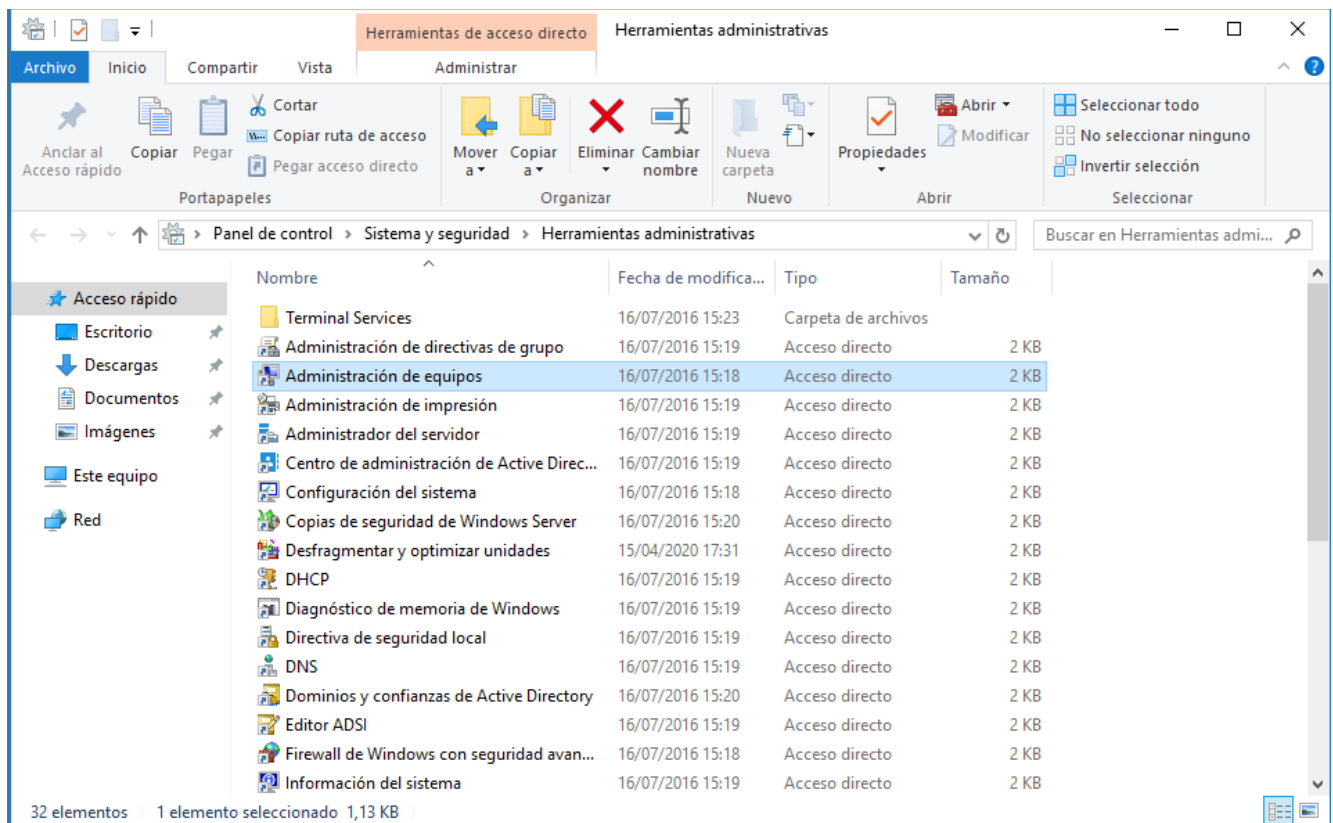 Herramientas de acceso directo Herramientas administrativas
Archivo Inicio Compartir Vista Administrar
Anclar al Acceso rápido
Copiar
Pegar
Cortar
Copiar ruta de acceso
Pegar acceso directo
Mover a
Copiar a
Eliminar
Cambiar nombre
Nueva carpeta
Propiedades
Abrir
Modificar
Seleccionar todo
No seleccionar ninguno
Invertir selección
Portapapeles Organizar Nuevo Abrir Seleccionar
Panel de control > Sistema y seguridad > Herramientas administrativas Buscar en Herramientas admi...
Acceso rápido
Escritorio
Descargas
Documentos
Imágenes
Este equipo
Red
Nombre Fecha de modifica... Tipo Tamaño
Terminal Services 16/07/2016 15:23 Carpeta de archivos
Administración de directivas de grupo 16/07/2016 15:19 Acceso directo 2 KB
Administración de equipos 16/07/2016 15:18 Acceso directo 2 KB
Administración de impresión 16/07/2016 15:19 Acceso directo 2 KB
Administrador del servidor 16/07/2016 15:19 Acceso directo 2 KB
Centro de administración de Active Direc... 16/07/2016 15:19 Acceso directo 2 KB
Configuración del sistema 16/07/2016 15:18 Acceso directo 2 KB
Copias de seguridad de Windows Server 16/07/2016 15:20 Acceso directo 2 KB
Desfragmentar y optimizar unidades 15/04/2020 17:31 Acceso directo 2 KB
DHCP 16/07/2016 15:19 Acceso directo 2 KB
Diagnóstico de memoria de Windows 16/07/2016 15:19 Acceso directo 2 KB
Directiva de seguridad local 16/07/2016 15:19 Acceso directo 2 KB
DNS 16/07/2016 15:19 Acceso directo 2 KB
Dominios y confianzas de Active Directory 16/07/2016 15:20 Acceso directo 2 KB
Editor ADSI 16/07/2016 15:19 Acceso directo 2 KB
Firewall de Windows con seguridad avan... 16/07/2016 15:18 Acceso directo 2 KB
Información del sistema 16/07/2016 15:19 Acceso directo 2 KB
32 elementos 1 elemento seleccionado 1,13 KB